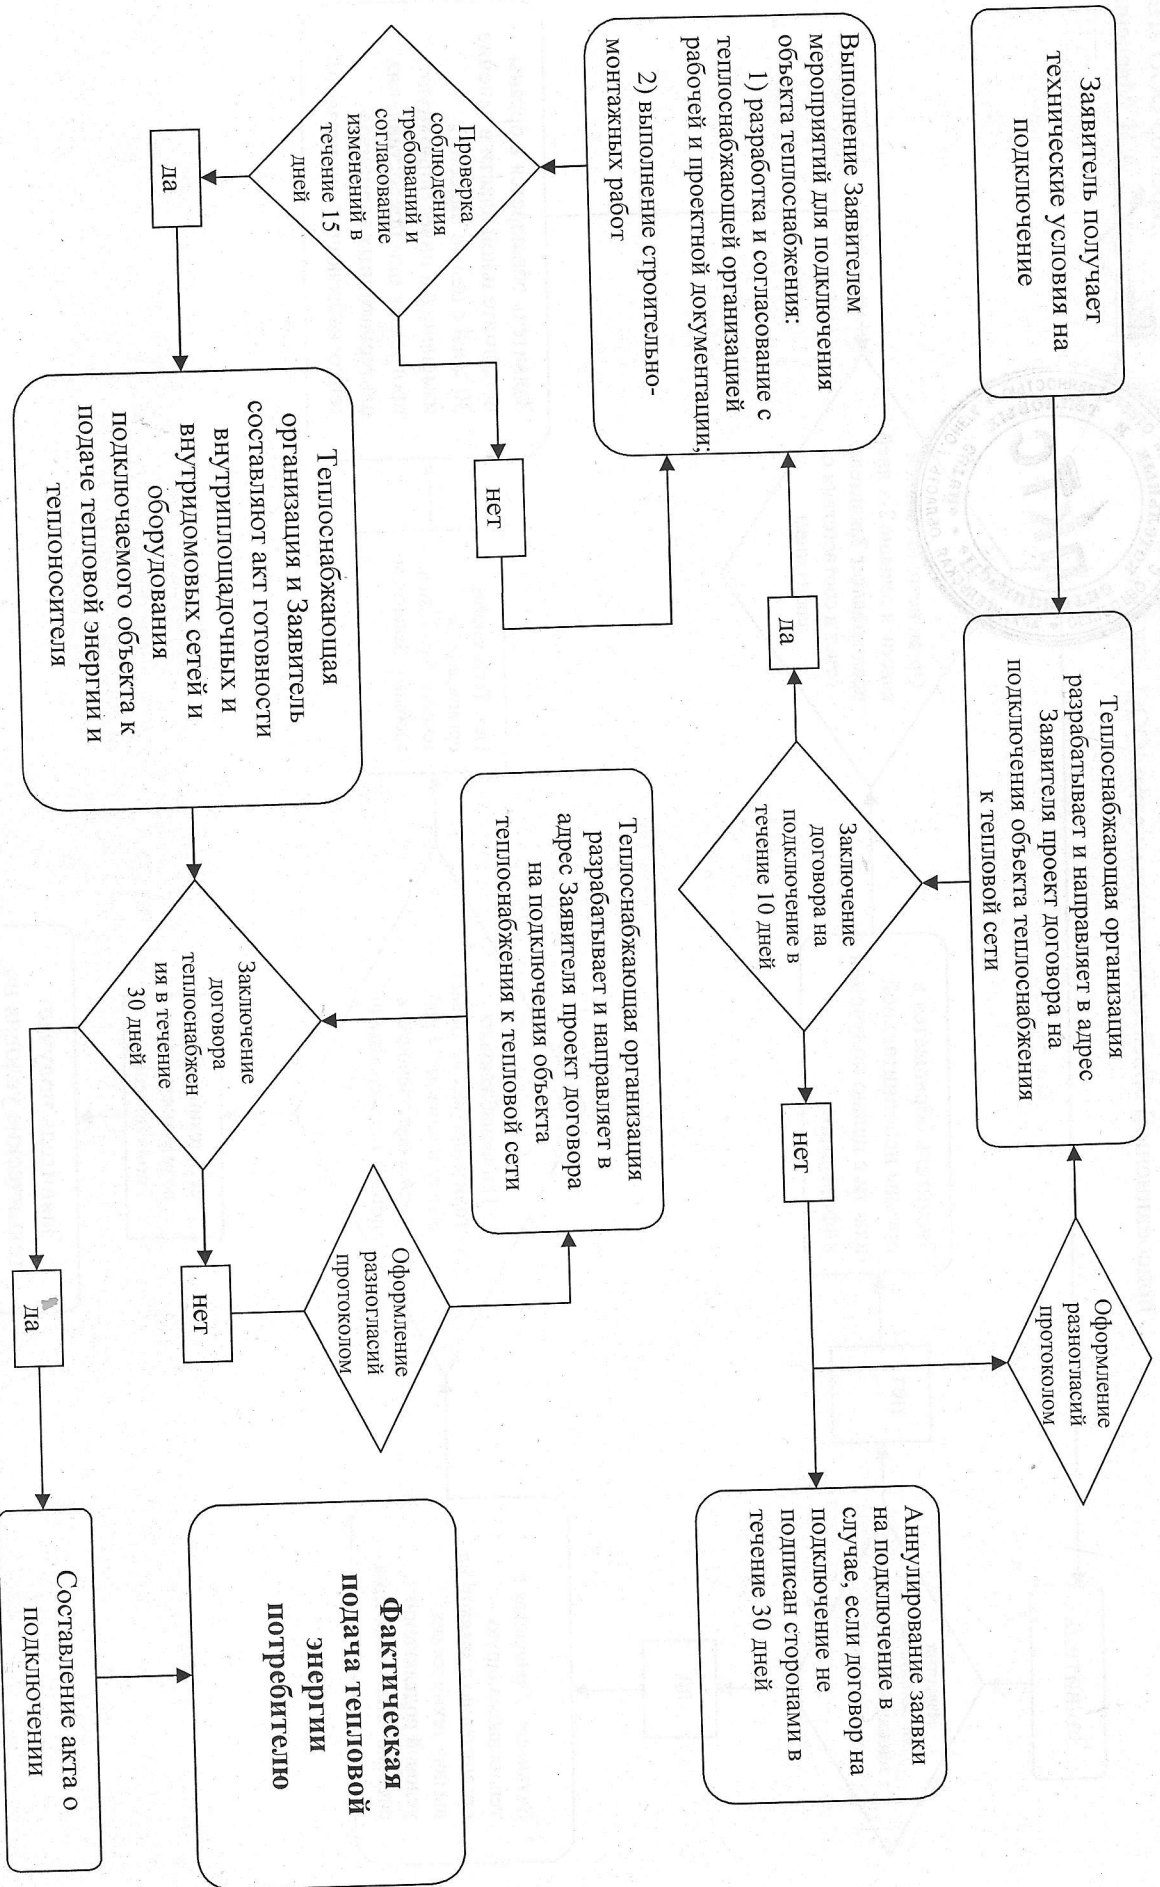 Заявитель получает
технические условия на
подключение
Теплоснабжающая организация
разрабатывает и направляет в адрес
Заявителя проект договора на
подключения объекта теплоснабжения
к тепловой сети
Оформление
разногласий
протоколом
Выполнение Заявителем
мероприятий для подключения
объекта теплоснабжения:
1) разработка и согласование с
теплоснабжающей организацией
рабочей и проектной документации;
2) выполнение строительно-
монтажных работ
да
Заключение
договора на
подключение в
течение 10 дней
нет
Аннулирование заявки
на подключение в
случае, если договор на
подключение не
подписан сторонами в
течение 30 дней
Проверка
соблюдения
требований и
согласование
изменений в
течение 15
дней
нет
Теплоснабжающая организация
разрабатывает и направляет в
адрес Заявителя проект договора
на подключения объекта
теплоснабжения к тепловой сети
Оформление
разногласий
протоколом
да
Теплоснабжающая
организация и Заявитель
составляют акт готовности
внутриплощадочных и
внутридомовых сетей и
оборудования
подключаемого объекта к
подаче тепловой энергии и
теплоносителя
Заключение
договора
теплоснабжен
ия в течение
30 дней
нет
Фактическая
подача тепловой
энергии
потребителю
да
Составление акта о
подключении